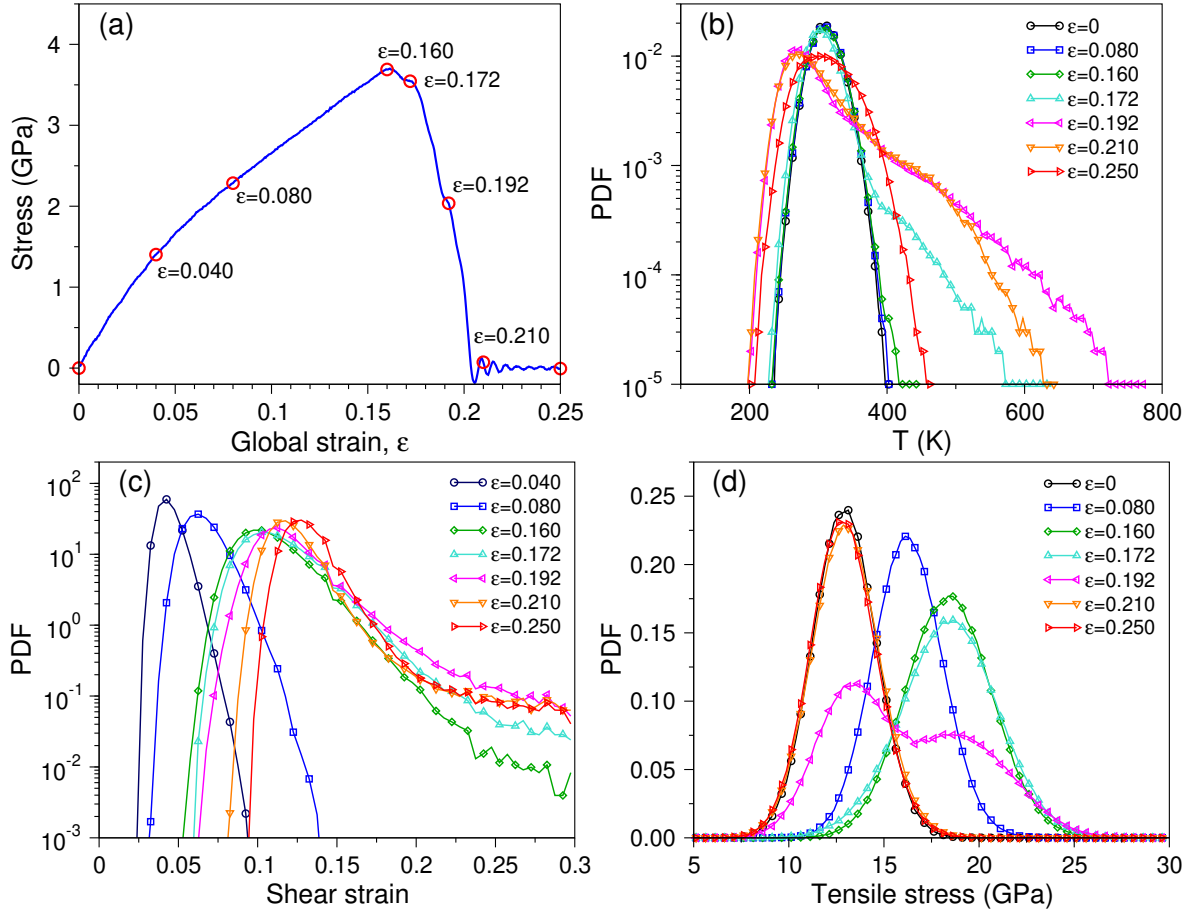 (a)
4
3
2
1
0
Stress (GPa)
ε=0.160
ε=0.172
ε=0.192
ε=0.080
ε=0.040
ε=0.210
0 0.05 0.10 0.15 0.2 0.25
Global strain, ε
(b)
10⁻²
10⁻³
10⁻⁴
10⁻⁵
PDF
ε=0
ε=0.080
ε=0.160
ε=0.172
ε=0.192
ε=0.210
ε=0.250
200 400 600 800
T (K)
(c)
10²
10¹
10⁰
10⁻¹
10⁻²
10⁻³
PDF
ε=0.040
ε=0.080
ε=0.160
ε=0.172
ε=0.192
ε=0.210
ε=0.250
0 0.05 0.1 0.15 0.2 0.25 0.3
Shear strain
(d)
0.25
0.20
0.15
0.10
0.05
0.00
PDF
ε=0
ε=0.080
ε=0.160
ε=0.172
ε=0.192
ε=0.210
ε=0.250
5 10 15 20 25 30
Tensile stress (GPa)